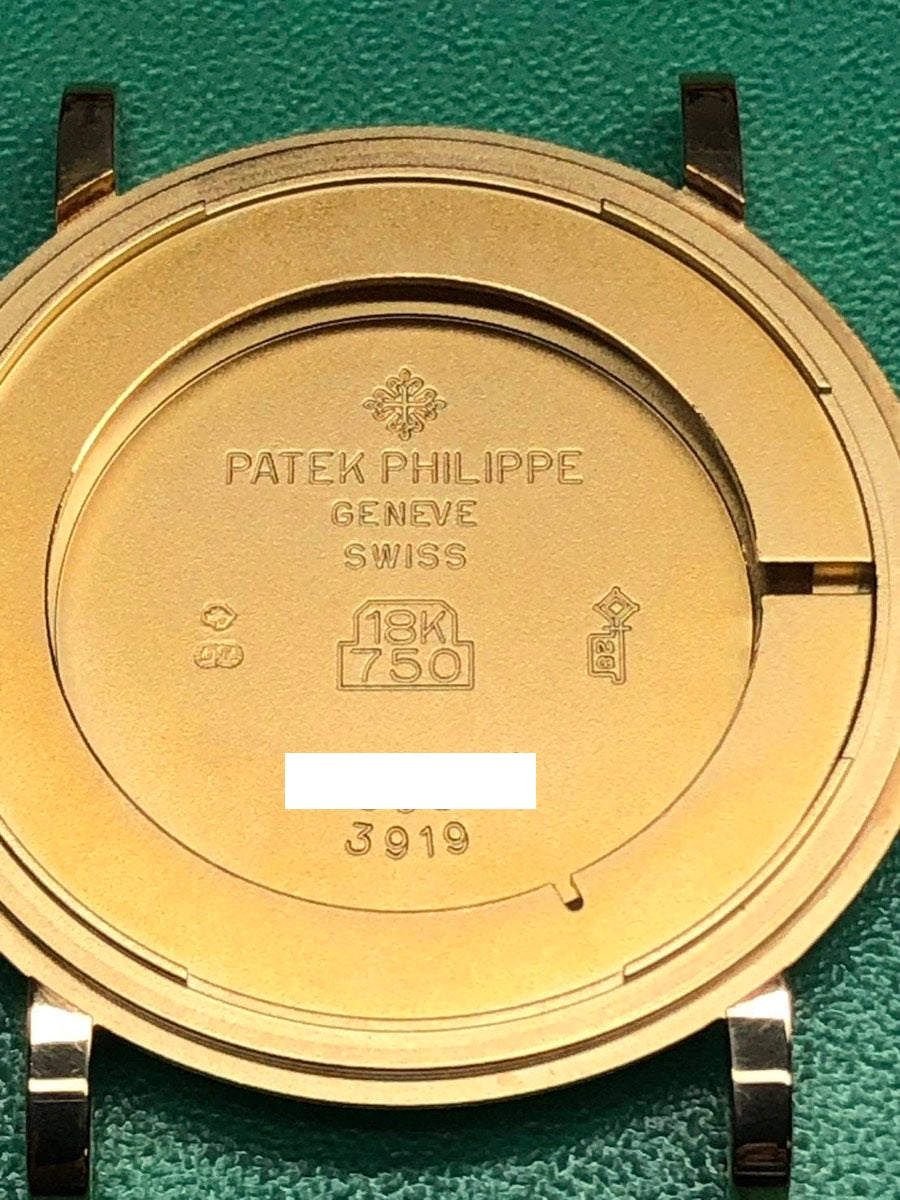 PATEK PHILIPPE
GENEVE
SWISS
18K
750
3919